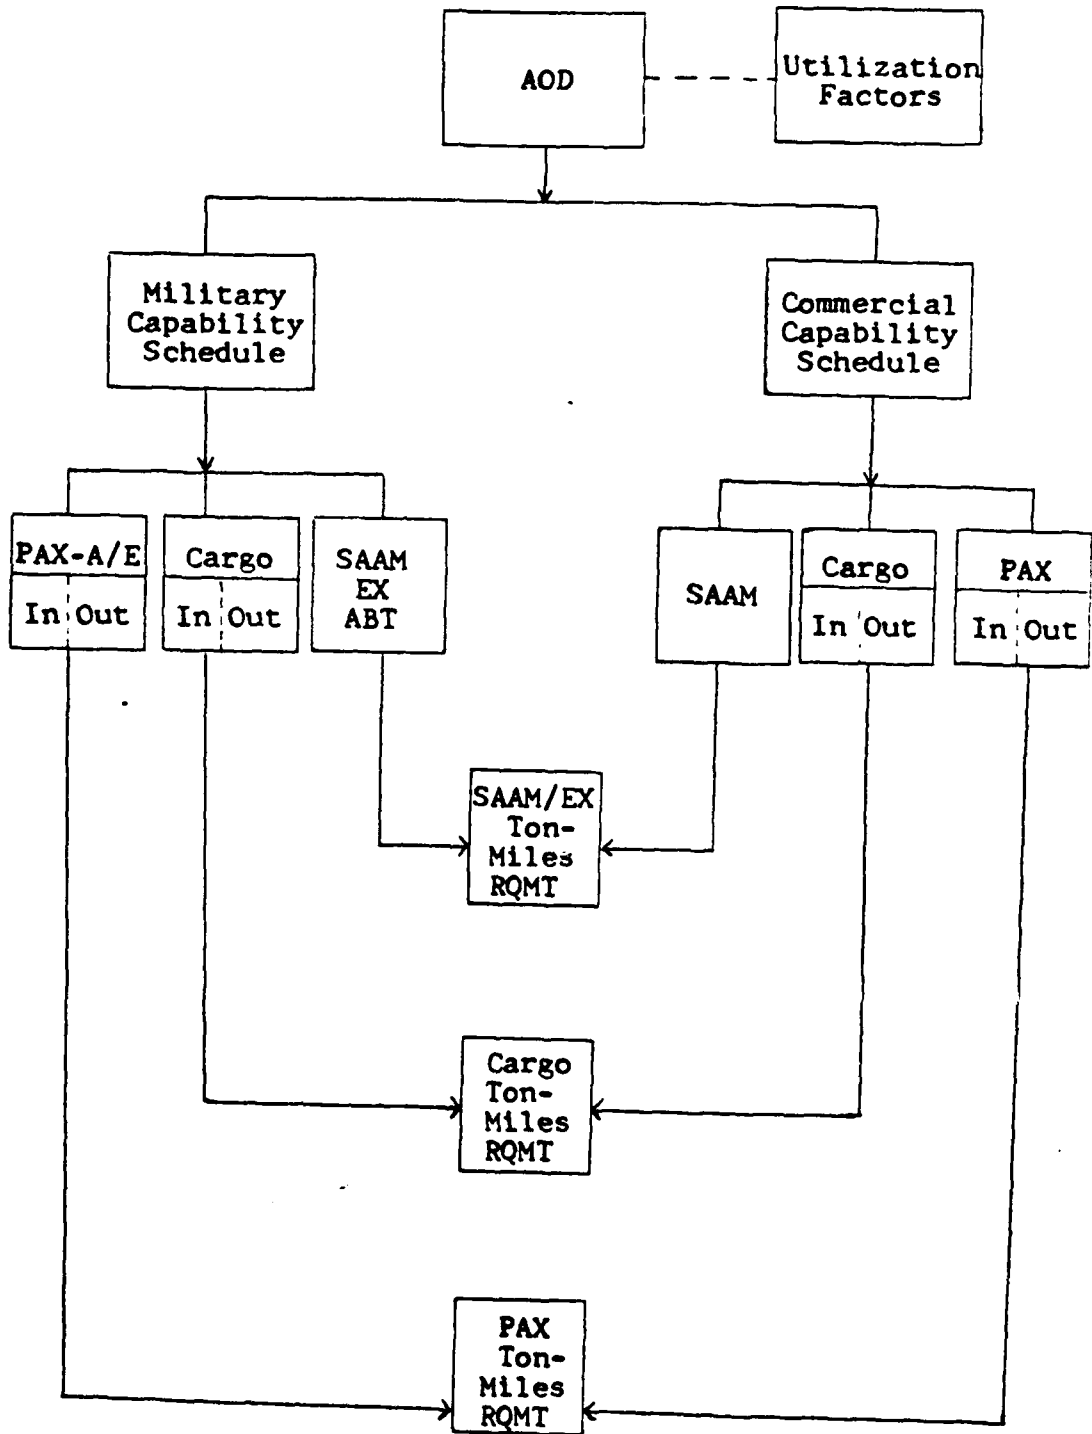 AOD
Utilization
Factors
Military
Capability
Schedule
Commercial
Capability
Schedule
PAX-A/E
In Out
Cargo
In Out
SAAM
EX
ABT
SAAM
Cargo
In Out
PAX
In Out
SAAM/EX
Ton-
Miles
RQMT
Cargo
Ton-
Miles
RQMT
PAX
Ton-
Miles
RQMT